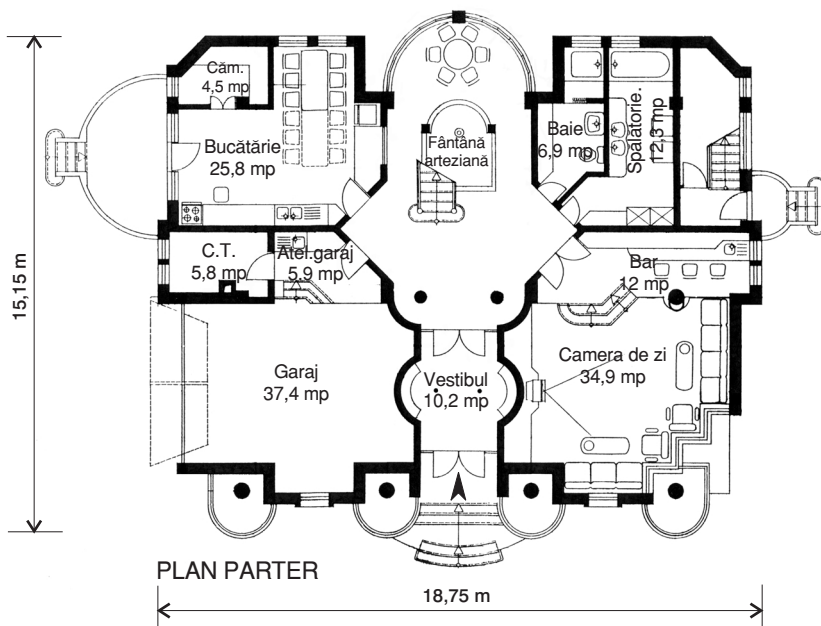 Căm.
4,5 mp
Bucătărie
25,8 mp
Fântână
arteziană
Baie
6,9 mp
Spălătorie.
12,3 mp
C.T.
5,8 mp
Atel.garaj
5,9 mp
Bar
12 mp
15,15 m
Garaj
37,4 mp
Vestibul
10,2 mp
Camera de zi
34,9 mp
PLAN PARTER
18,75 m